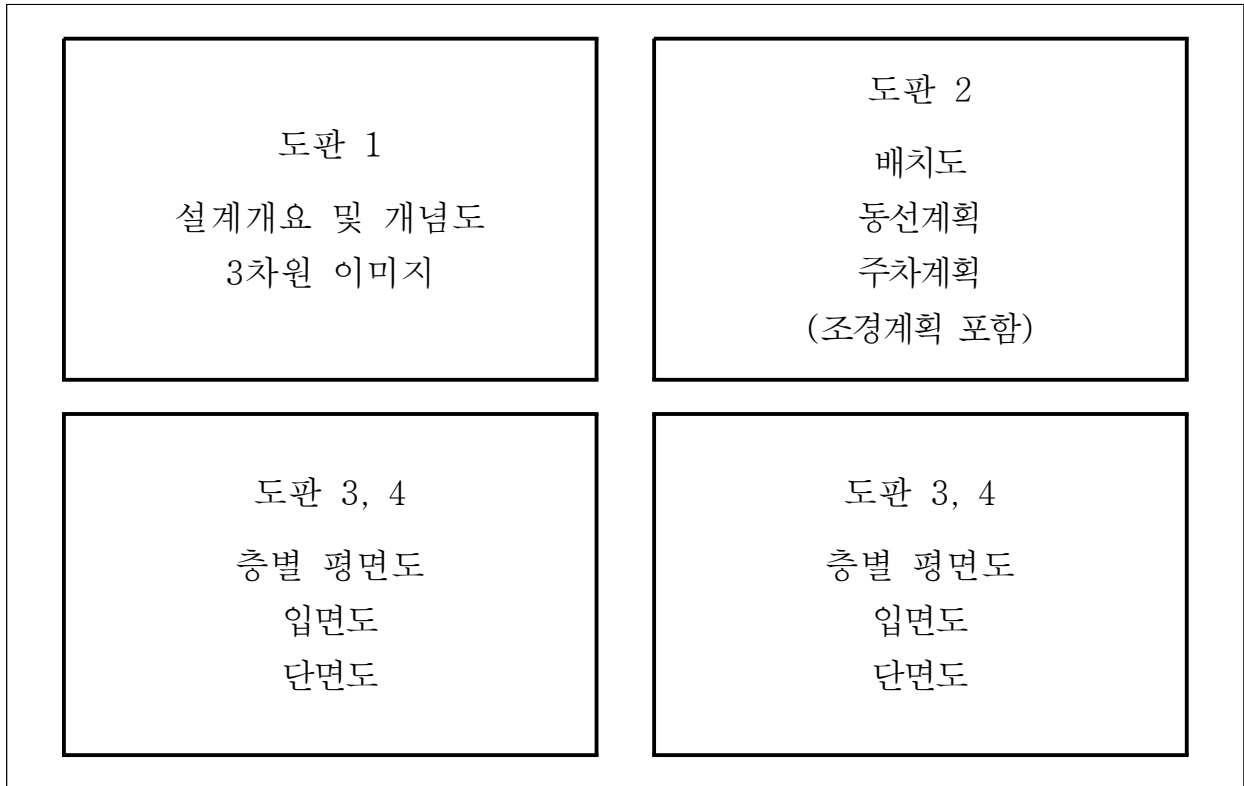 도판 1
설계개요 및 개념도
3차원 이미지
도판 2
배치도
동선계획
주차계획
(조경계획 포함)
도판 3, 4
층별 평면도
입면도
단면도
도판 3, 4
층별 평면도
입면도
단면도